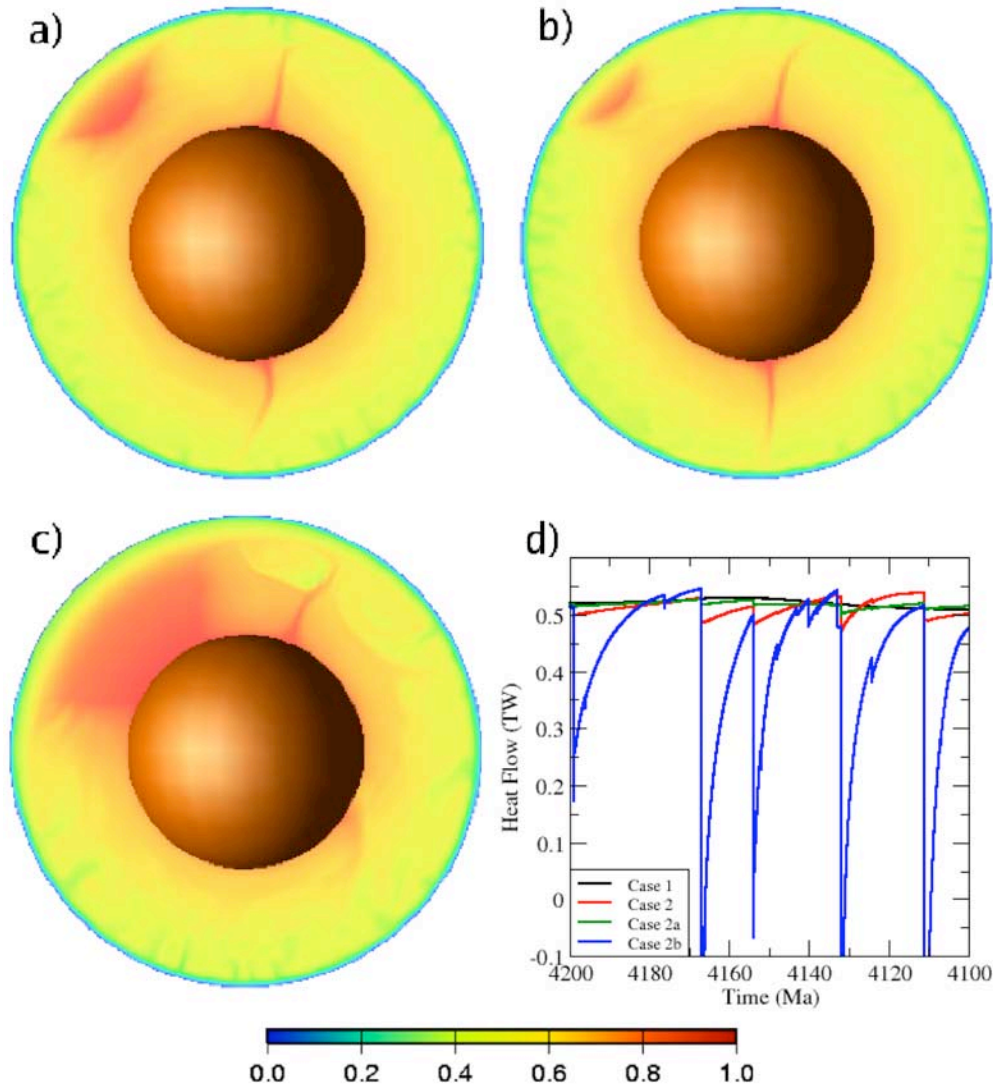 a)
b)
c)
d)
0.5
0.4
0.3
0.2
0.1
0
-0.1
Heat Flow (TW)
Case 1
Case 2
Case 2a
Case 2b
4200 4180 4160 4140 4120 4100
Time (Ma)
0.0 0.2 0.4 0.6 0.8 1.0